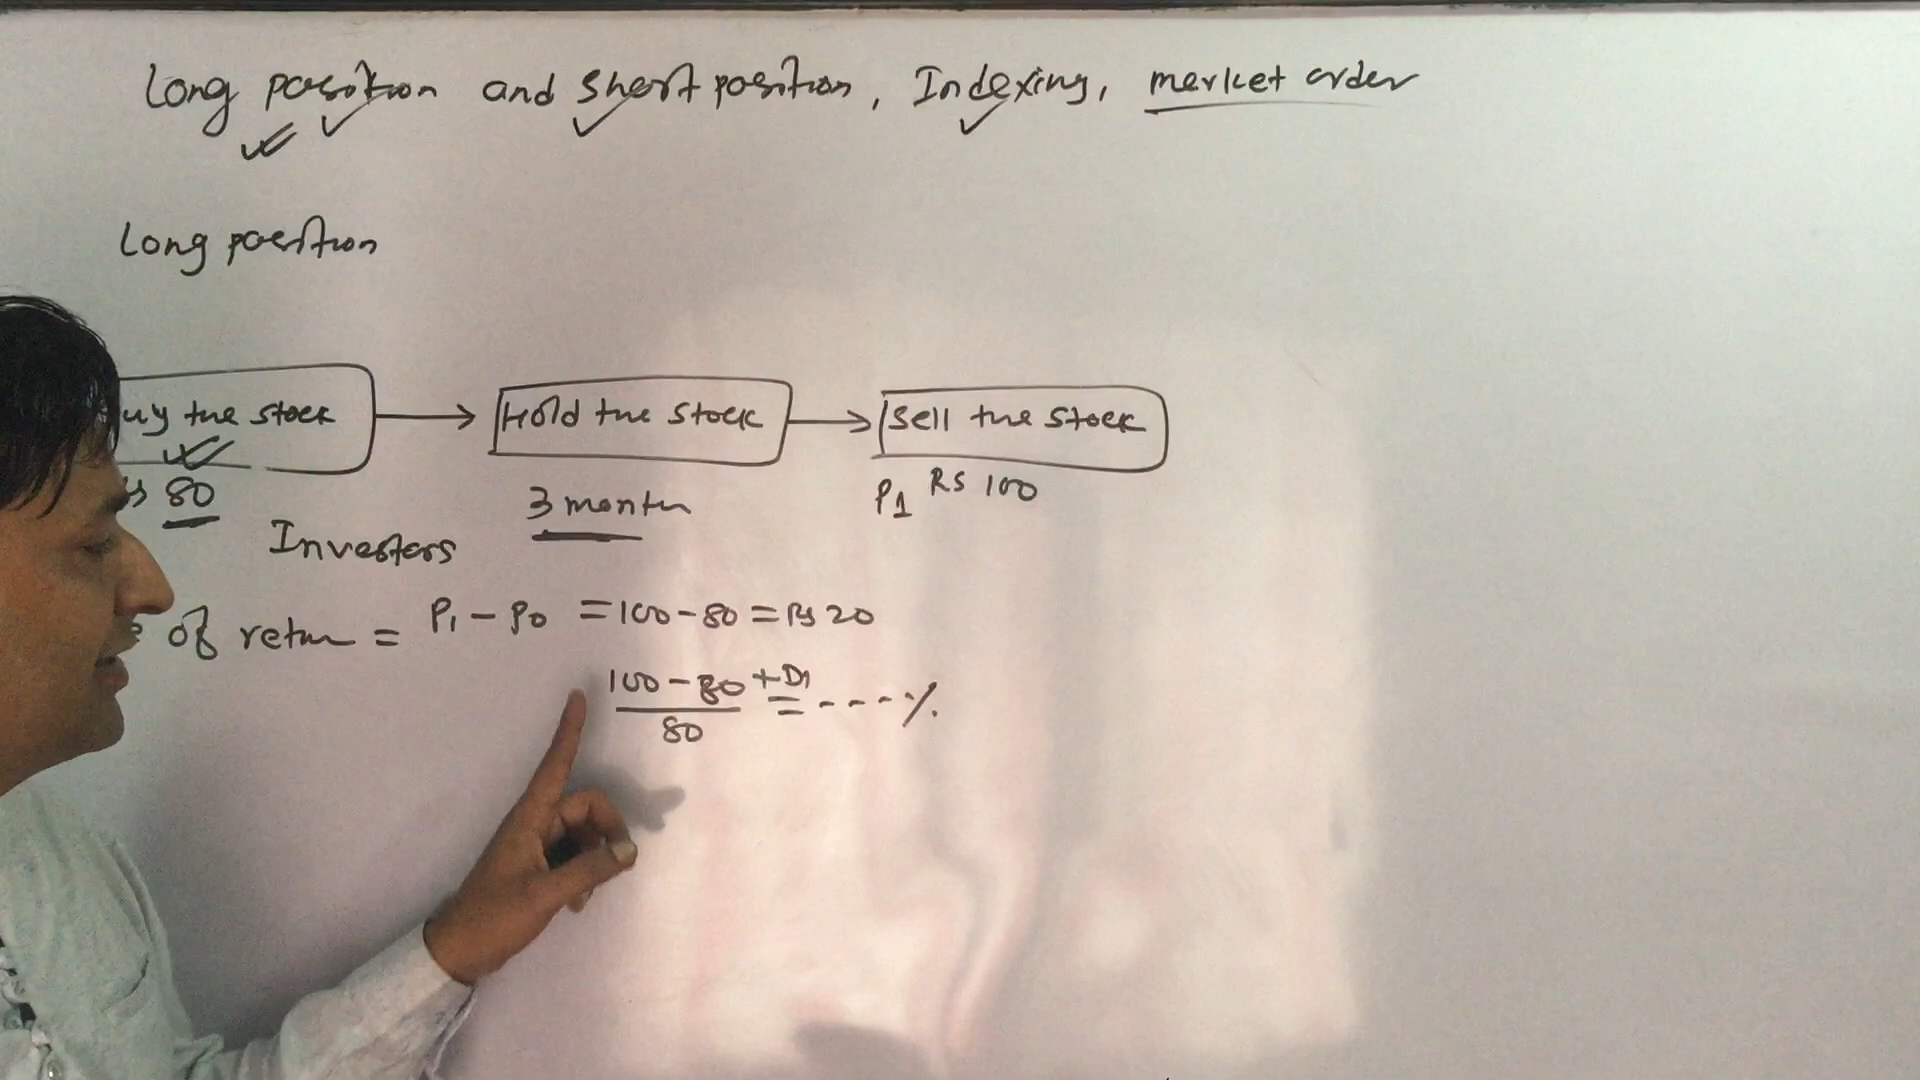 Long position and short position, Indexing, market order
Long position
uy the stock Hold the stock Sell the stock
80 3 month P1 RS 100
Investors
of return = P1 - P0 = 100 - 80 = Rs 20
100 - 80 + D1
80 = - - - - %.